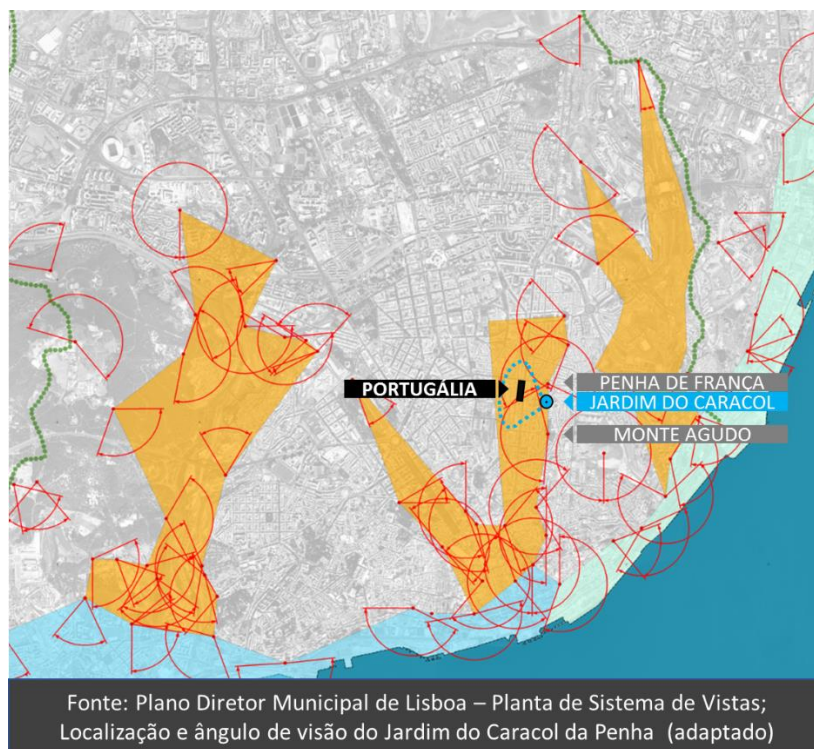 PORTUGÁLIA
PENHA DE FRANÇA
JARDIM DO CARACOL
MONTE AGUDO
Fonte: Plano Diretor Municipal de Lisboa – Planta de Sistema de Vistas;
Localização e ângulo de visão do Jardim do Caracol da Penha (adaptado)